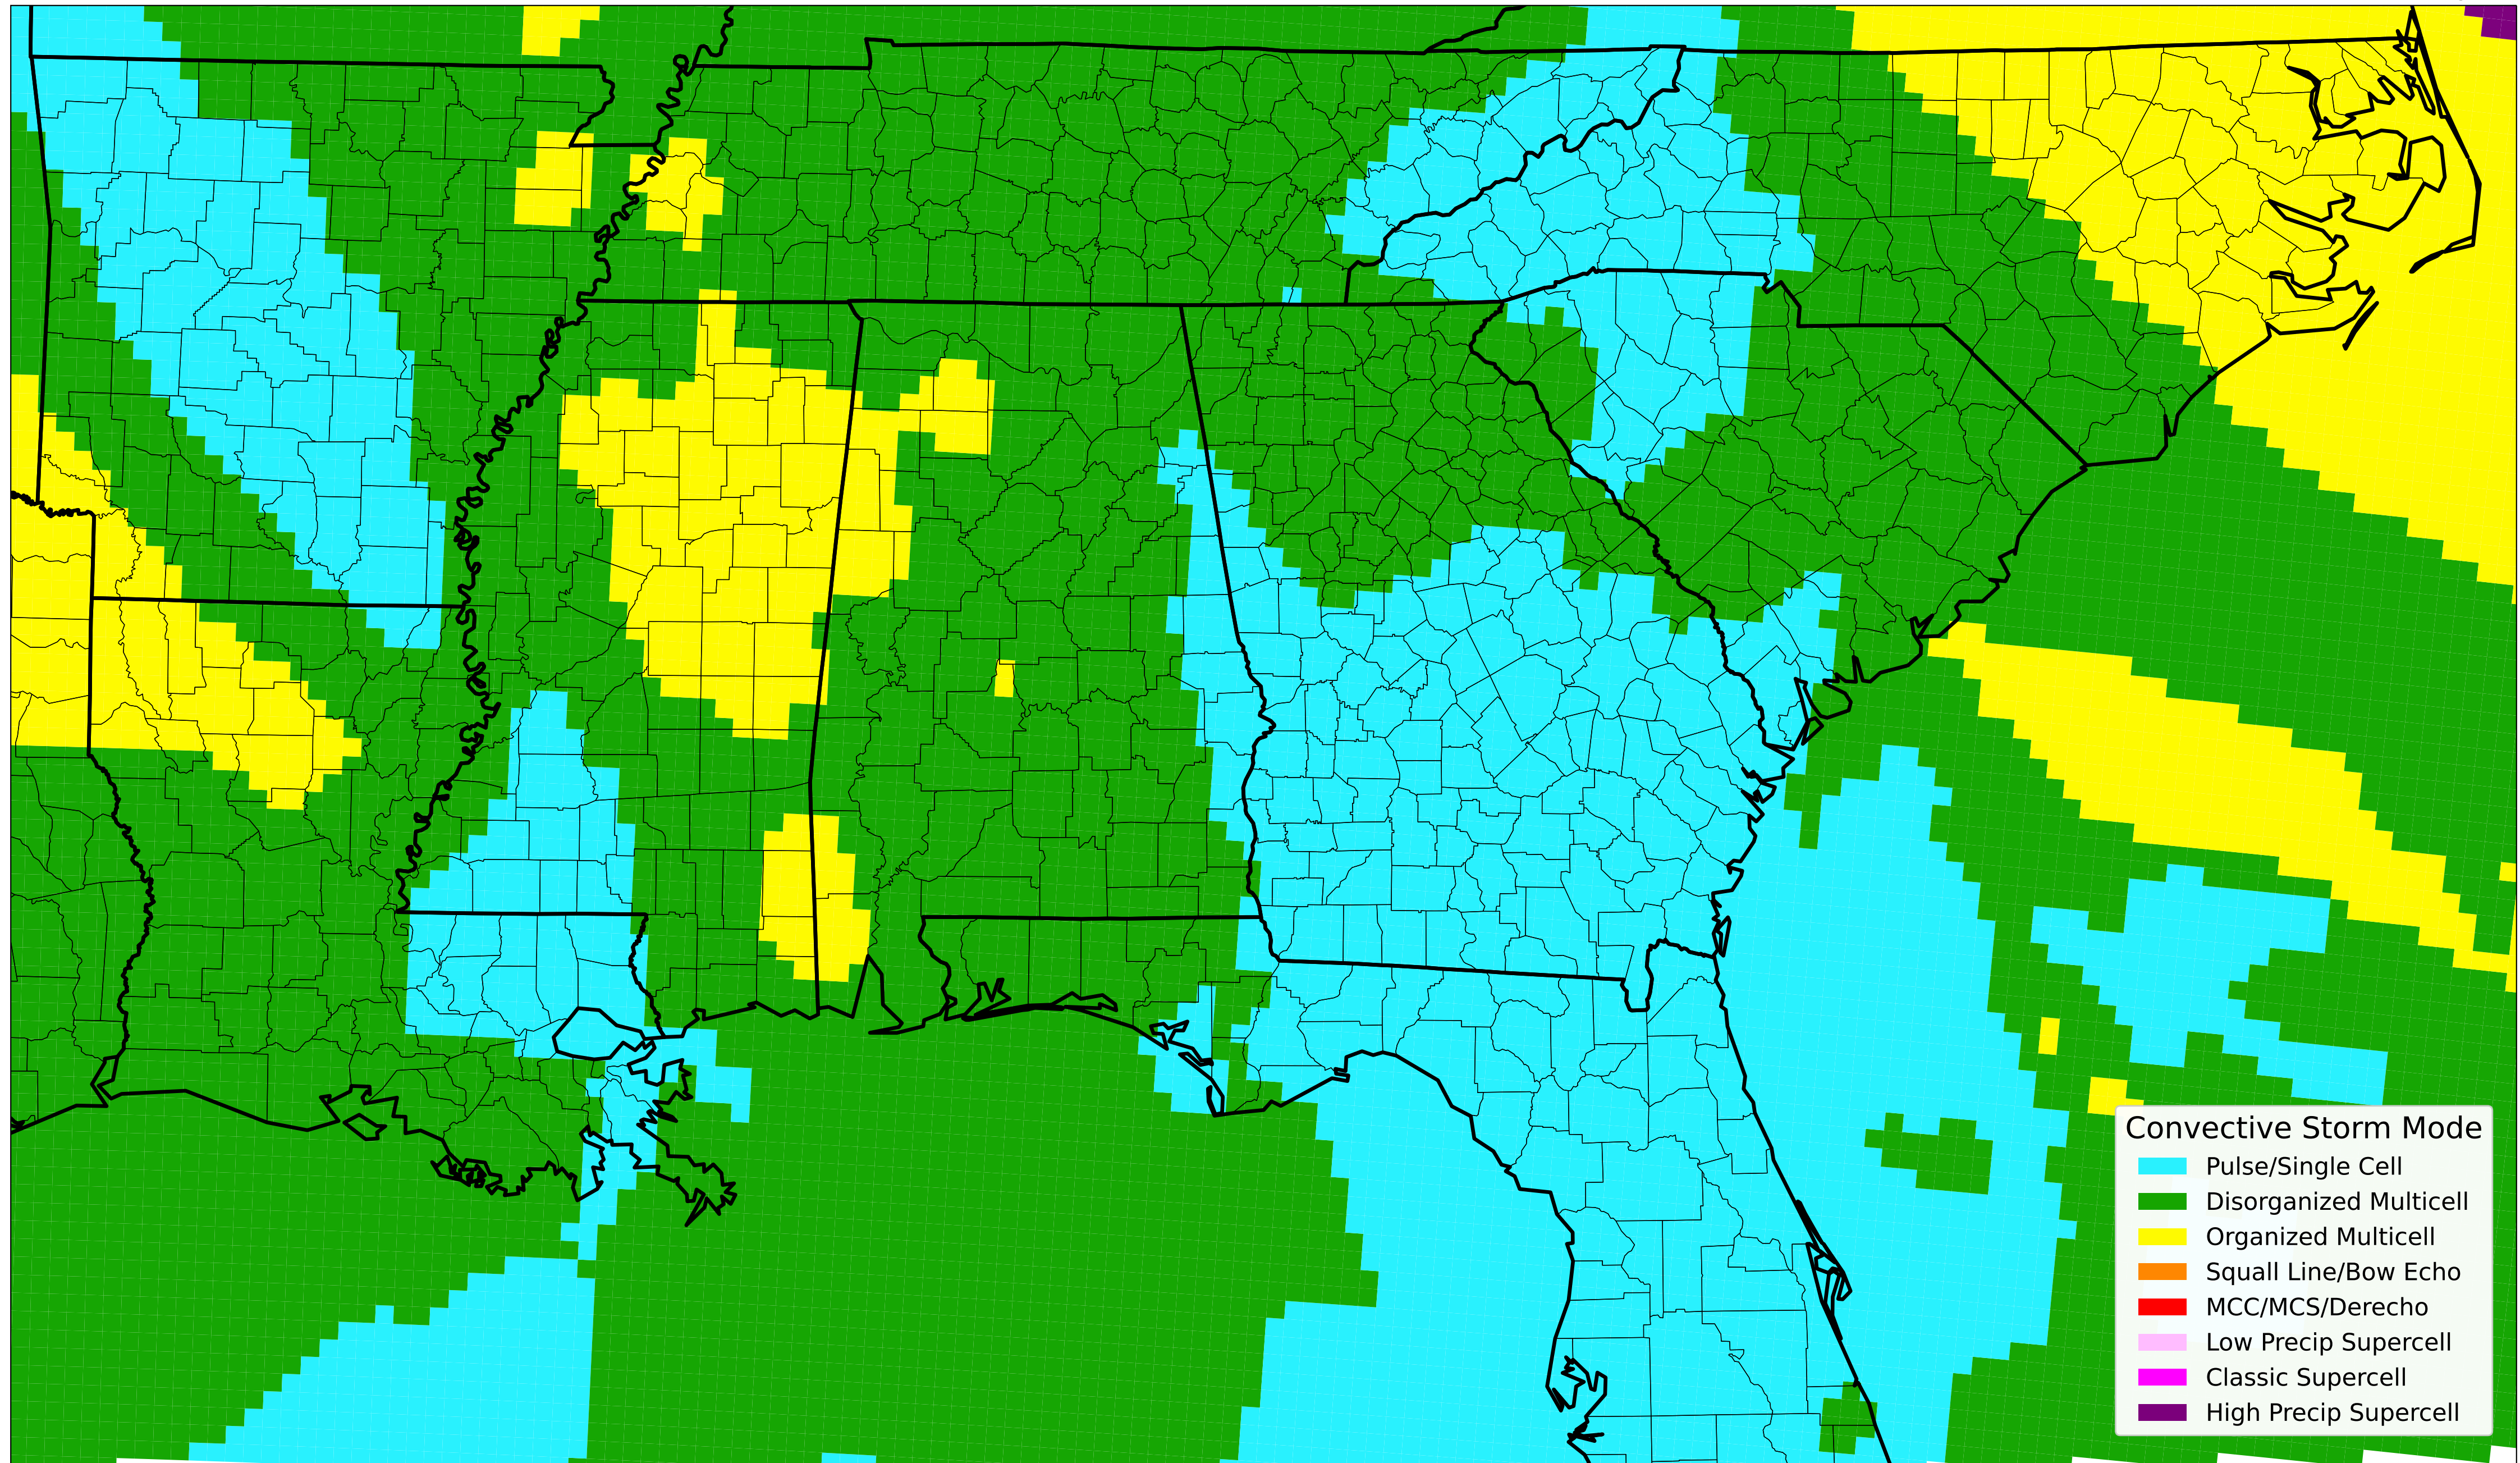 Convective Storm Mode
Pulse/Single Cell
Disorganized Multicell
Organized Multicell
Squall Line/Bow Echo
MCC/MCS/Derecho
Low Precip Supercell
Classic Supercell
High Precip Supercell